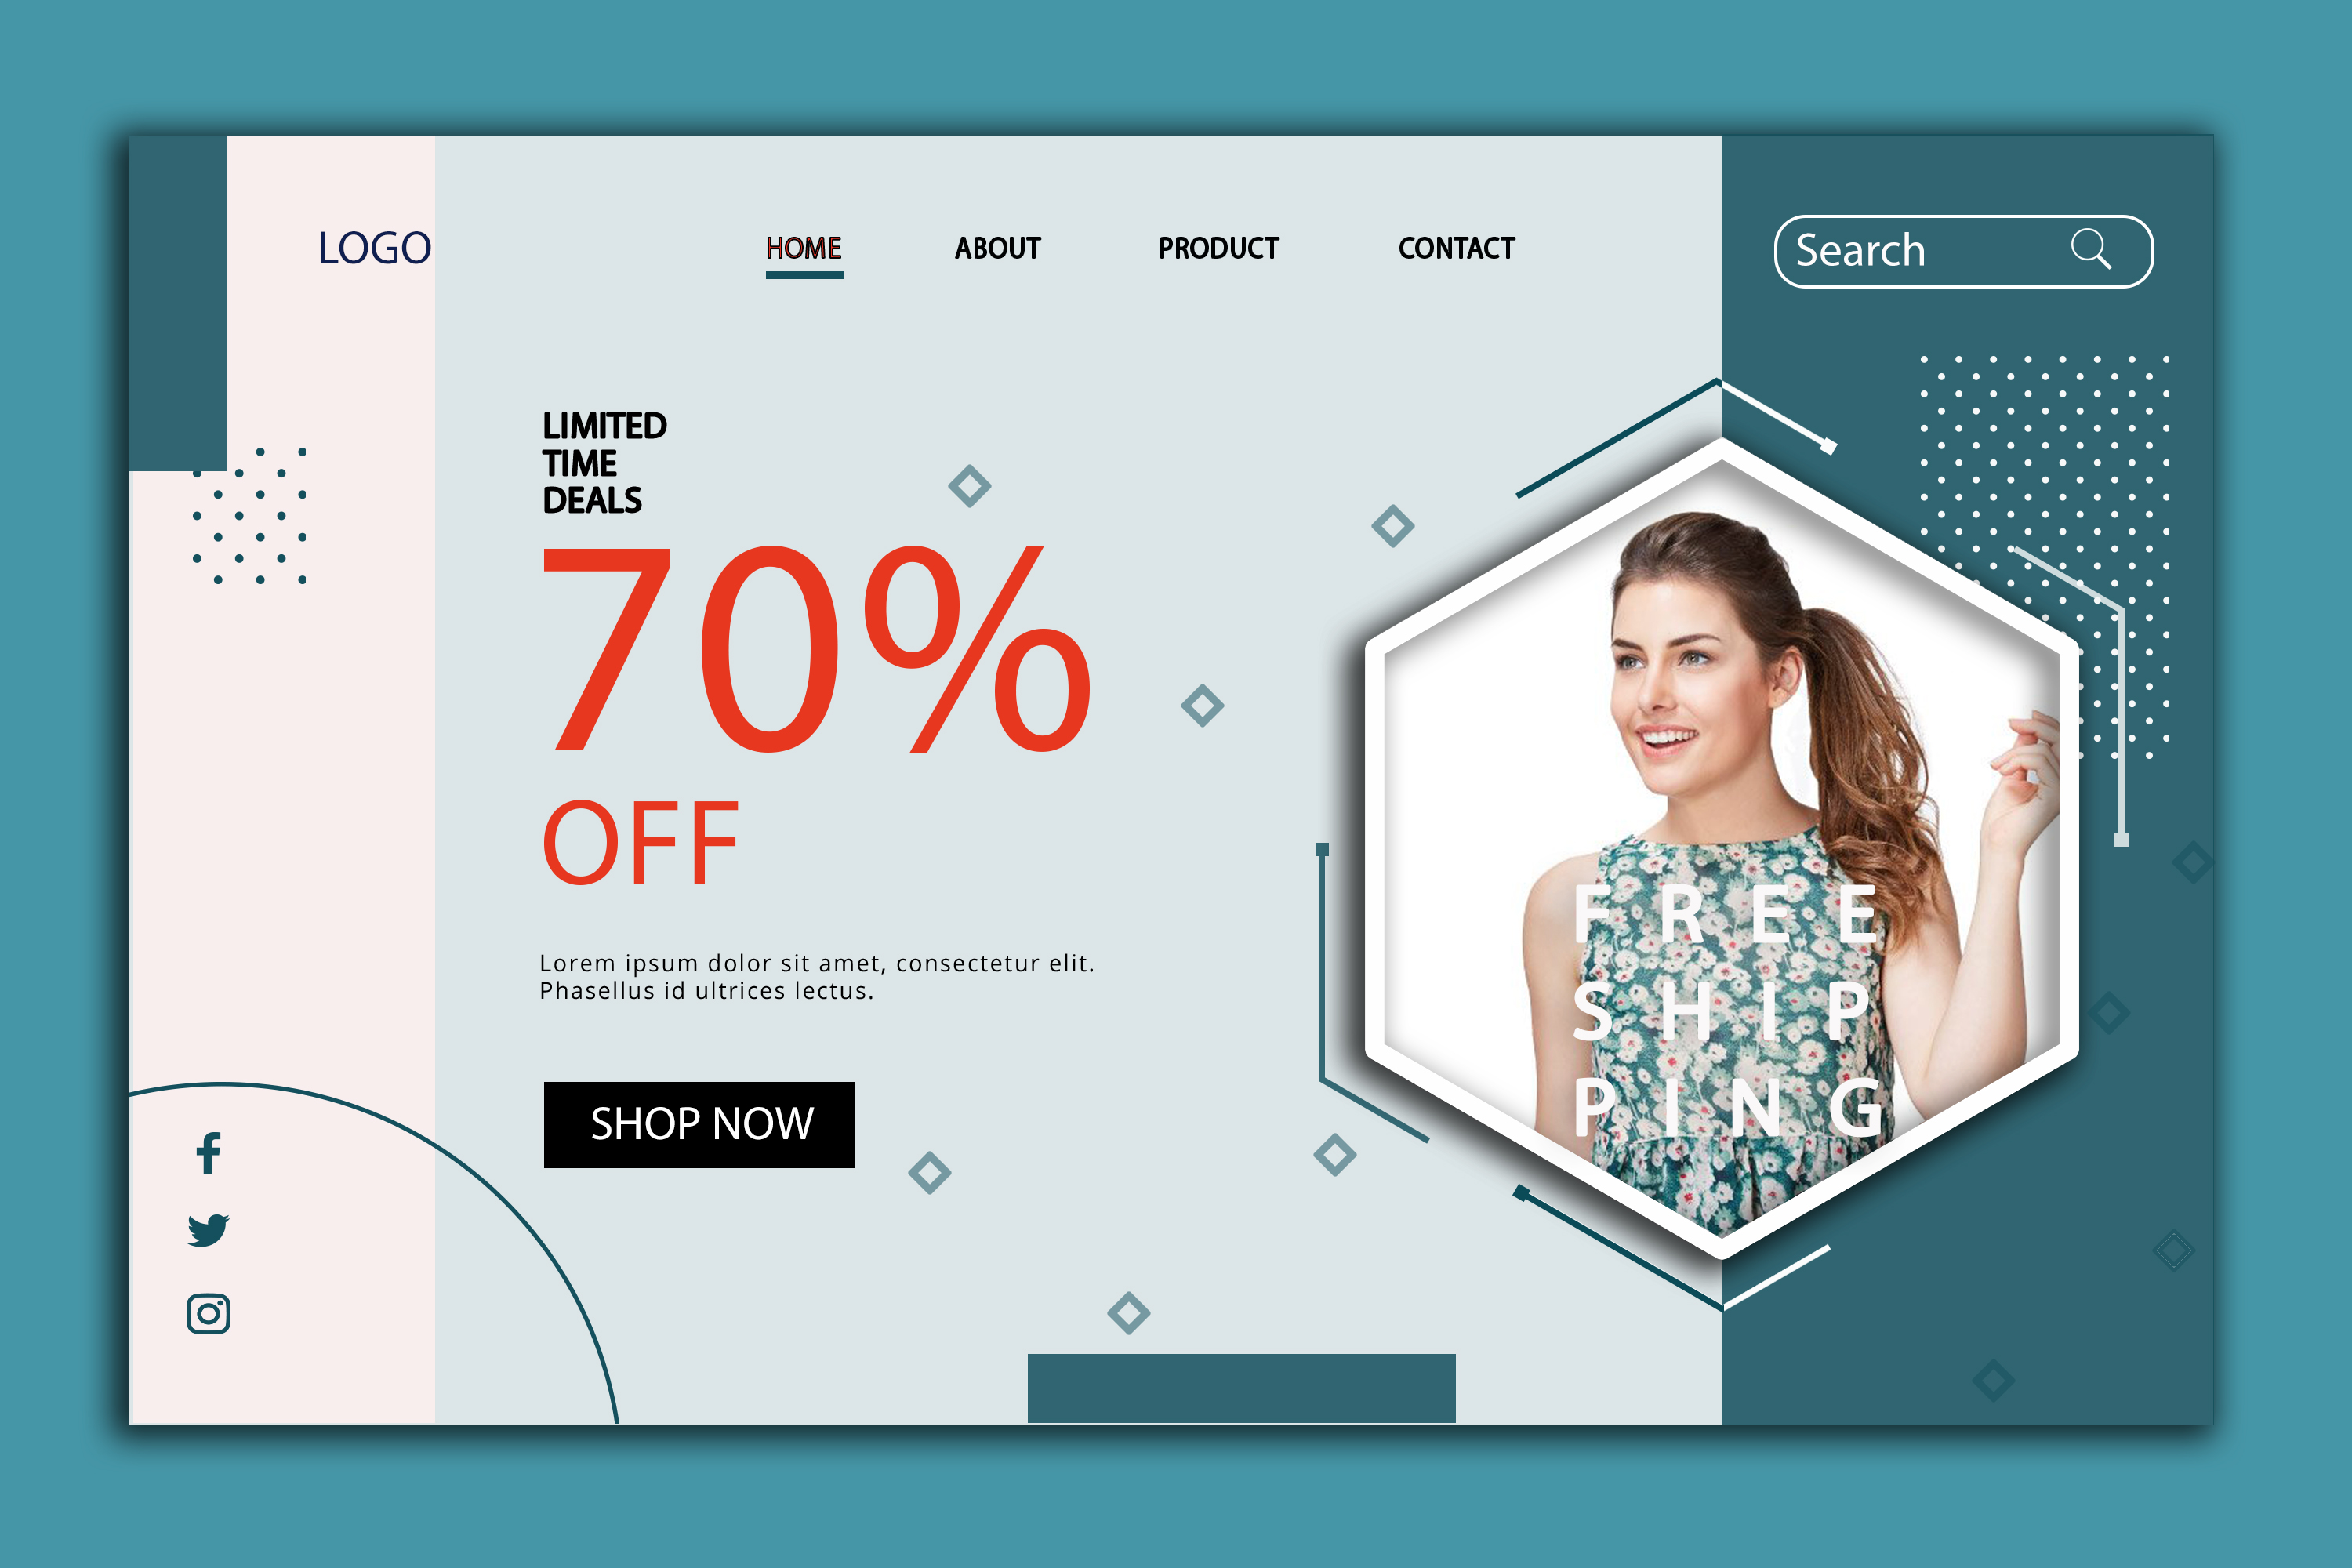 LOGO
HOME ABOUT PRODUCT CONTACT
Search
LIMITED
TIME
DEALS
70%
OFF
Lorem ipsum dolor sit amet, consectetur elit.
Phasellus id ultrices lectus.
SHOP NOW
FREE
SHIP
PING